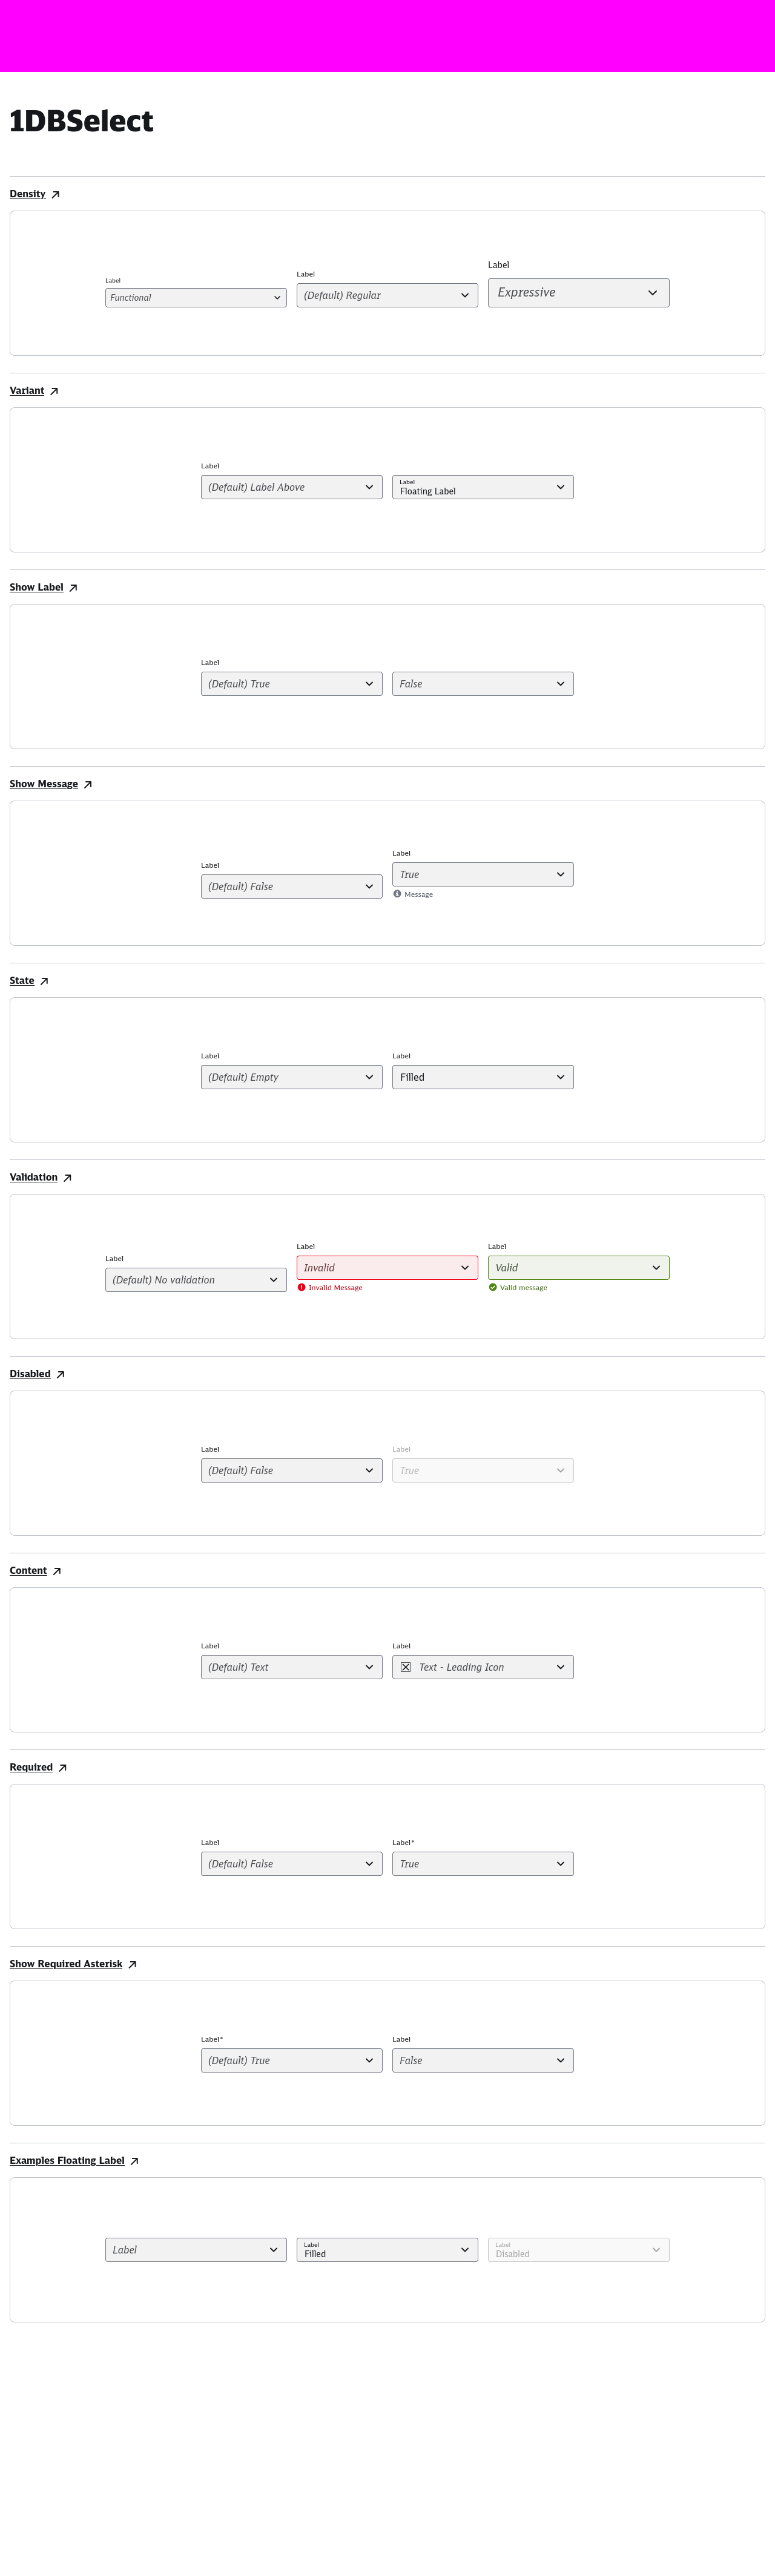 1DBSelect
Density
Label
Label
Label
Functional
(Default) Regular
Expressive
Variant
Label
(Default) Label Above
Label
Floating Label
Show Label
Label
(Default) True
False
Show Message
Label
Label
(Default) False
True
Message
State
Label
Label
(Default) Empty
Filled
Validation
Label
Label
Label
(Default) No validation
Invalid
Valid
Invalid Message
Valid message
Disabled
Label
Label
(Default) False
True
Content
Label
Label
(Default) Text
Text - Leading Icon
Required
Label
Label*
(Default) False
True
Show Required Asterisk
Label*
Label
(Default) True
False
Examples Floating Label
Label
Label
Filled
Label
Disabled